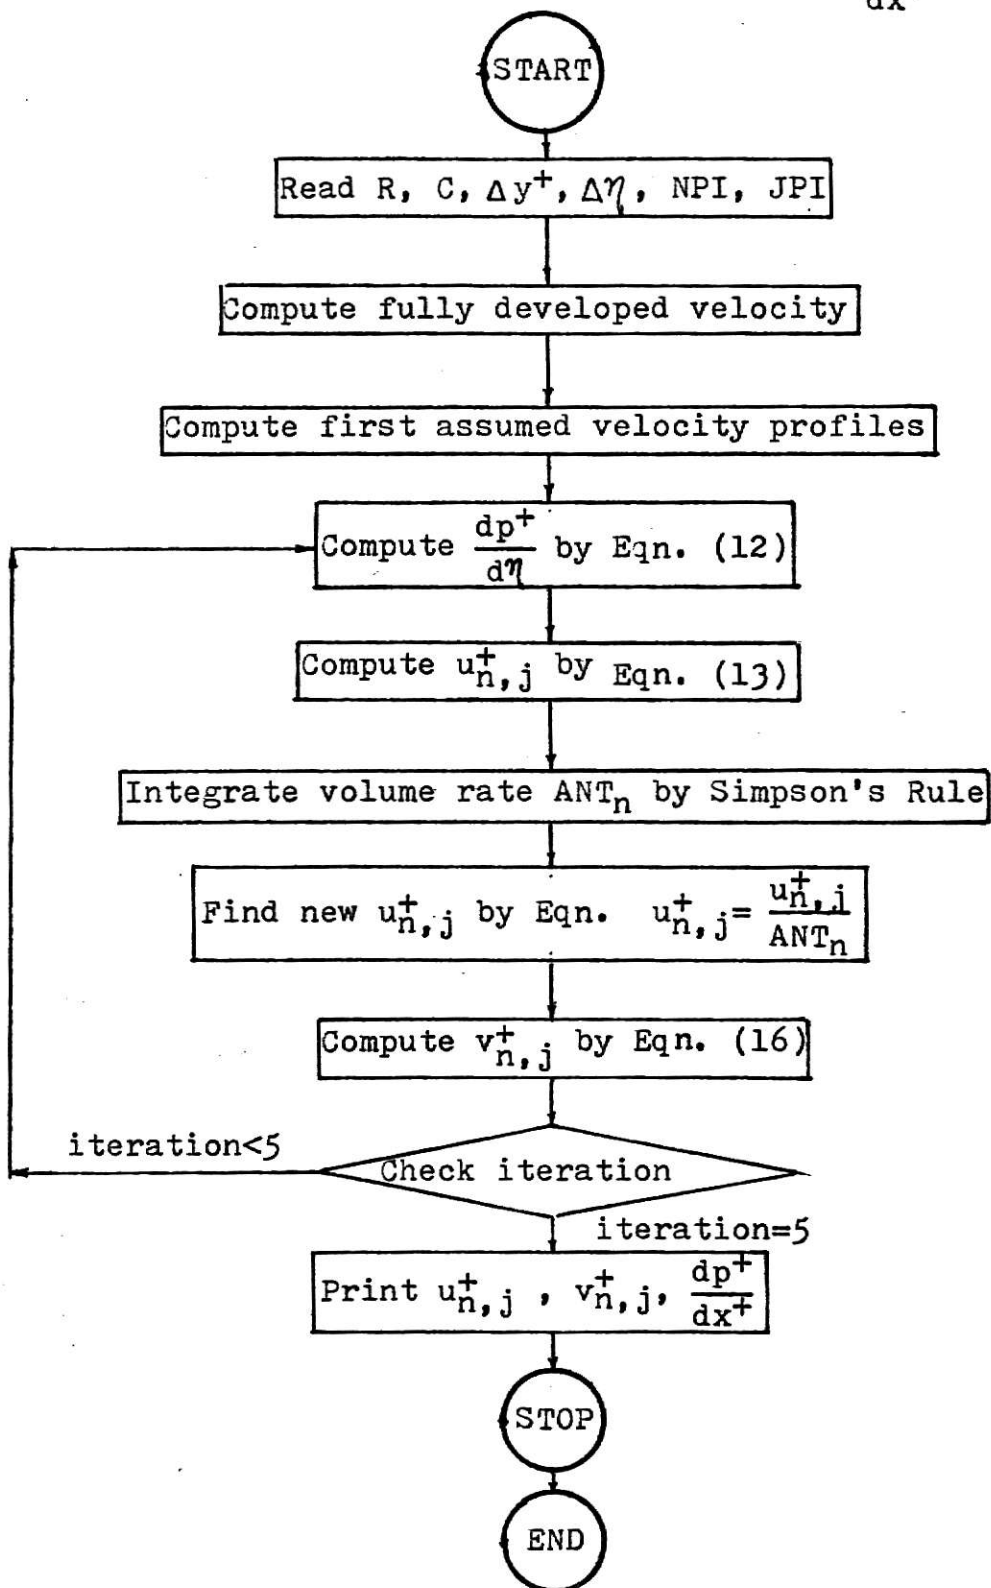 dx
START
Read R, C, Δy⁺, Δη, NPI, JPI
Compute fully developed velocity
Compute first assumed velocity profiles
Compute dp⁺/dη by Eqn. (12)
Compute u⁺n,j by Eqn. (13)
Integrate volume rate ANTn by Simpson's Rule
Find new u⁺n,j by Eqn. u⁺n,j = u⁺n,j/ANTn
Compute v⁺n,j by Eqn. (16)
iteration<5
Check iteration
iteration=5
Print u⁺n,j , v⁺n,j, dp⁺/dx⁺
STOP
END